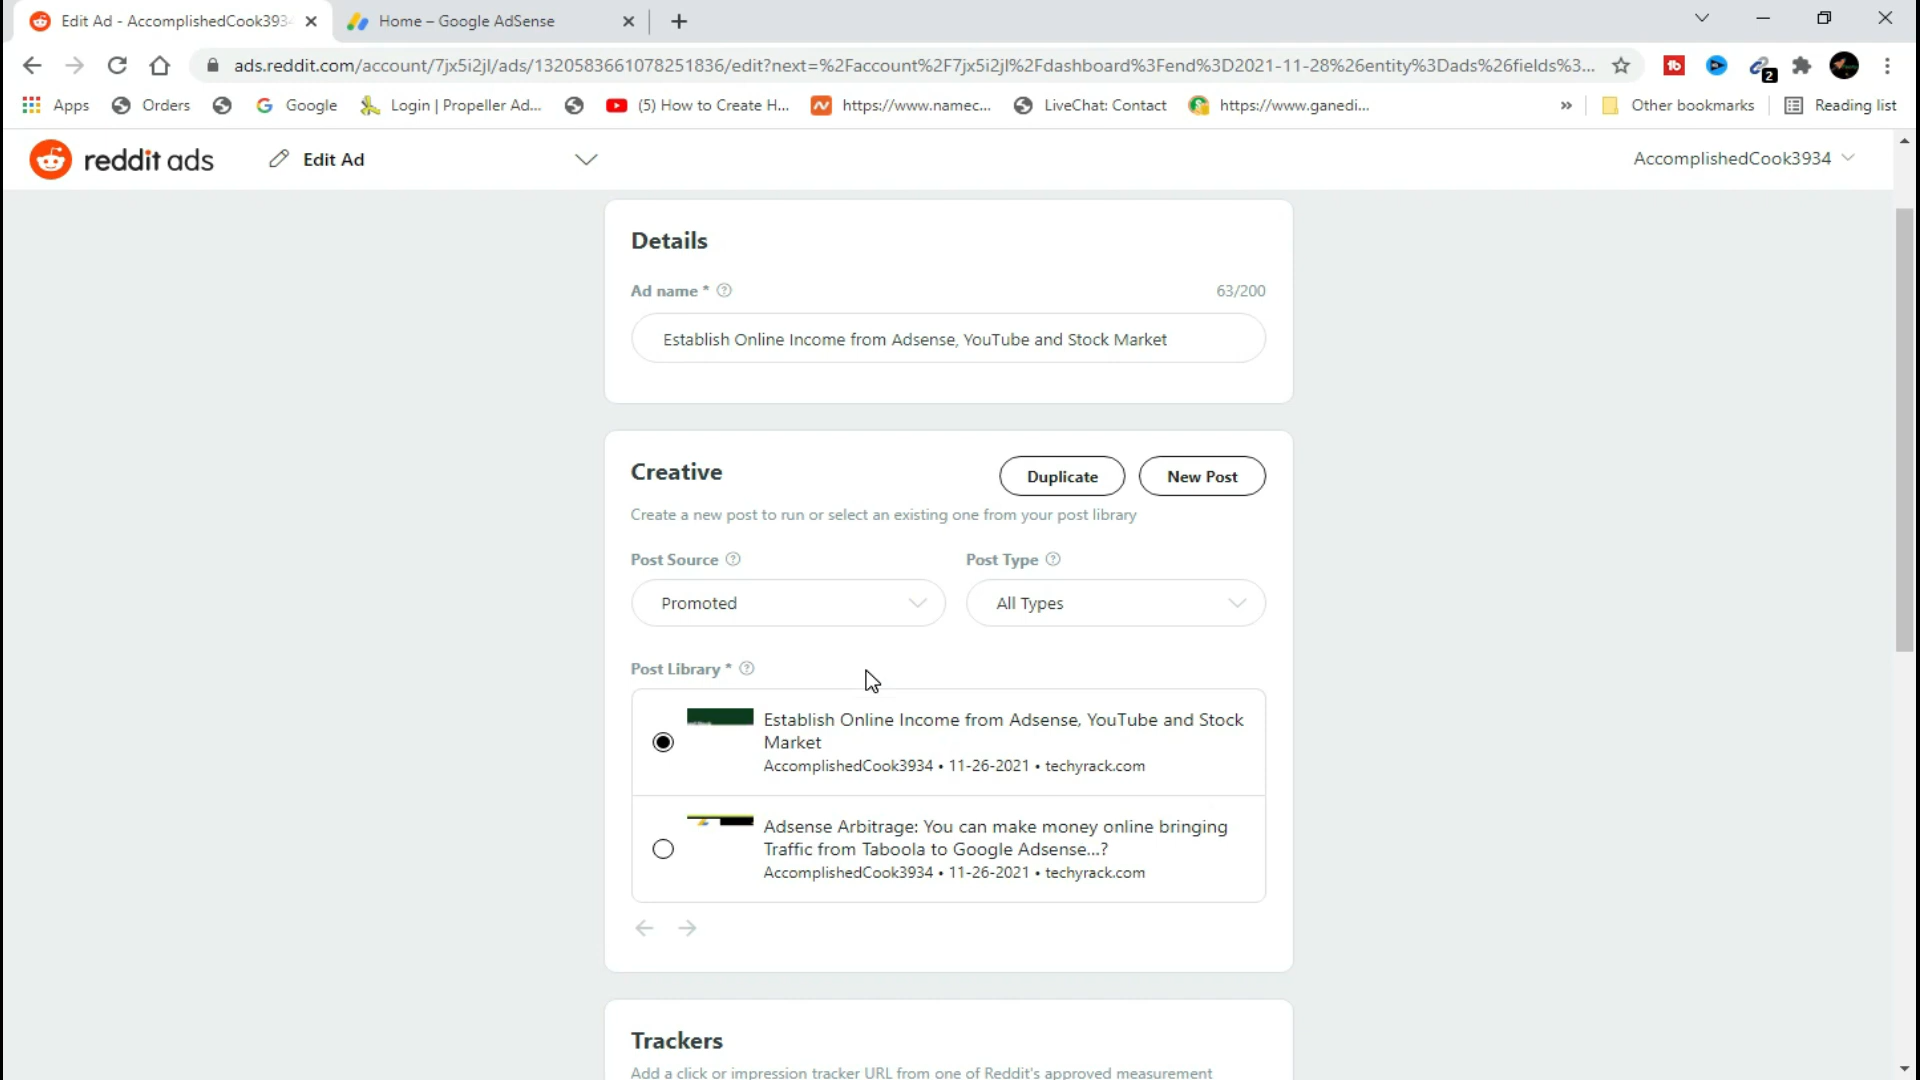 Edit Ad - AccomplishedCook393
Home – Google AdSense
ads.reddit.com/account/7jx5i2jl/ads/1320583661078251836/edit?next=%2Faccount%2F7jx5i2jl%2Fdashboard%3Fend%3D2021-11-28%26entity%3Dads%26fields%3...
2
Apps
Orders
Google
Login | Propeller Ad...
(5) How to Create H...
https://www.namec...
LiveChat: Contact
https://www.ganedi...
»
Other bookmarks
Reading list
reddit ads
Edit Ad
AccomplishedCook3934
Details
Ad name *
63/200
Establish Online Income from Adsense, YouTube and Stock Market
Creative
Duplicate
New Post
Create a new post to run or select an existing one from your post library
Post Source
Post Type
Promoted
All Types
Post Library *
Establish Online Income from Adsense, YouTube and Stock
Market
AccomplishedCook3934 • 11-26-2021 • techyrack.com
Adsense Arbitrage: You can make money online bringing
Traffic from Taboola to Google Adsense...?
AccomplishedCook3934 • 11-26-2021 • techyrack.com
Trackers
Add a click or impression tracker URL from one of Reddit's approved measurement